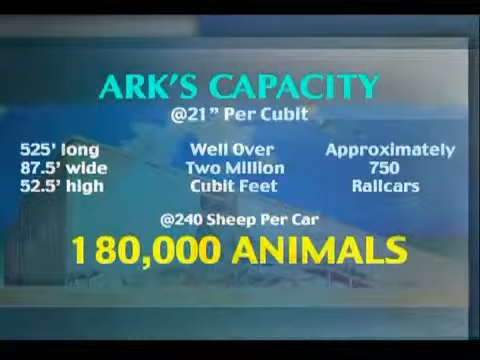 ARK'S CAPACITY
@21" Per Cubit
525' long Well Over Approximately
87.5' wide Two Million 750
52.5' high Cubit Feet Railcars
@240 Sheep Per Car
180,000 ANIMALS